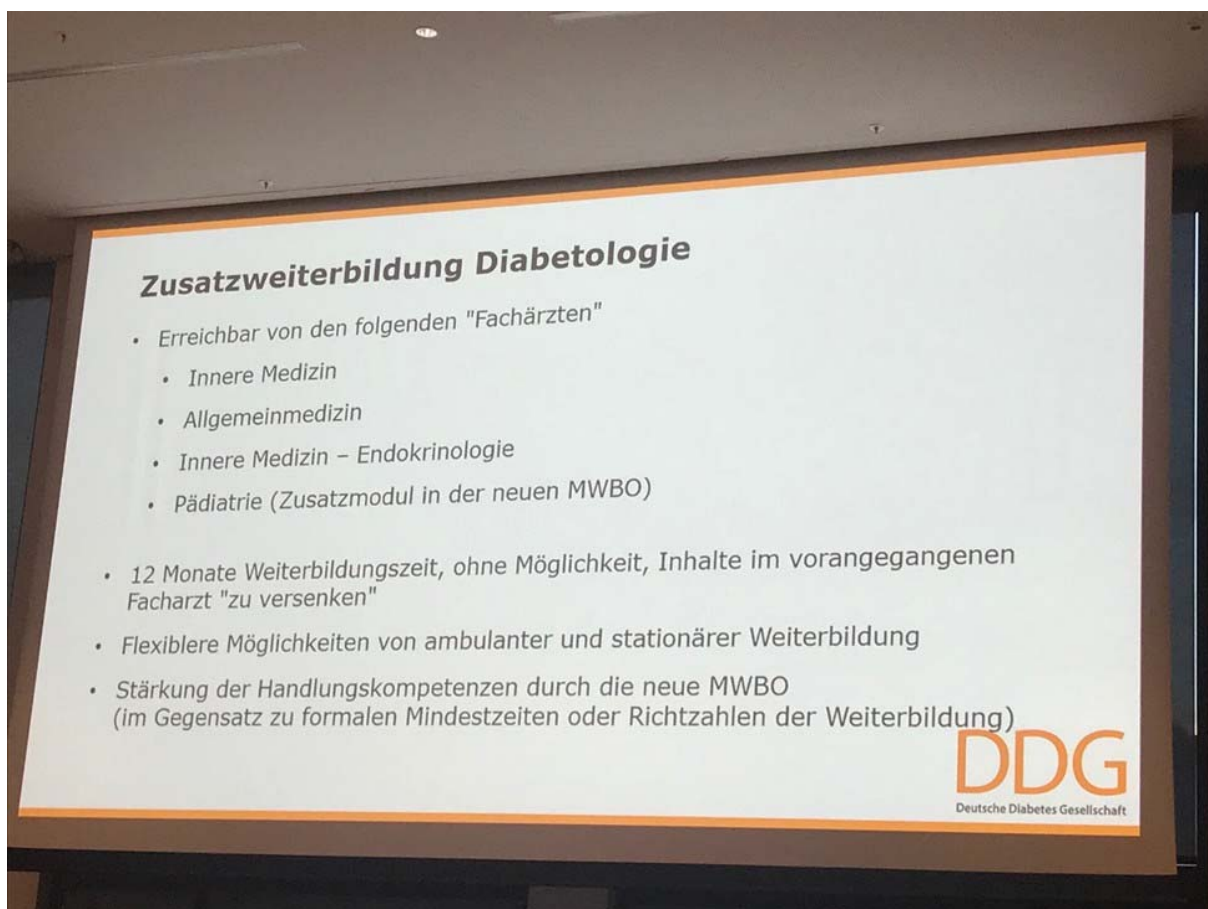 Zusatzweiterbildung Diabetologie
• Erreichbar von den folgenden "Fachärzten"
• Innere Medizin
• Allgemeinmedizin
• Innere Medizin – Endokrinologie
• Pädiatrie (Zusatzmodul in der neuen MWBO)
• 12 Monate Weiterbildungszeit, ohne Möglichkeit, Inhalte im vorangegangenen
Facharzt "zu versenken"
• Flexiblere Möglichkeiten von ambulanter und stationärer Weiterbildung
• Stärkung der Handlungskompetenzen durch die neue MWBO
(im Gegensatz zu formalen Mindestzeiten oder Richtzahlen der Weiterbildung)
DDG
Deutsche Diabetes Gesellschaft